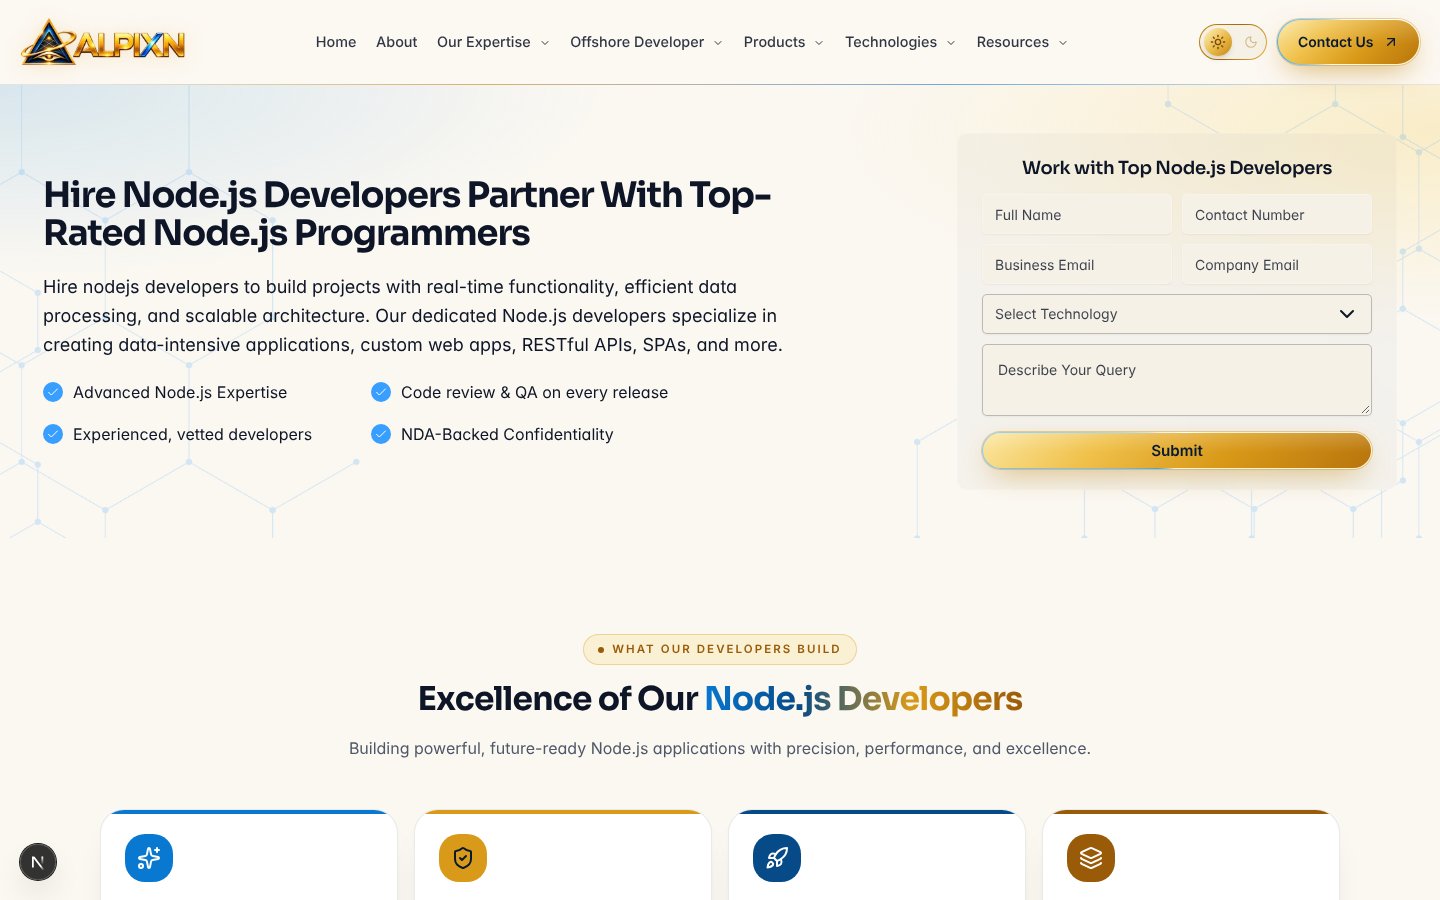 ALPIXN
Home
About
Our Expertise
Offshore Developer
Products
Technologies
Resources
Contact Us
Hire Node.js Developers Partner With Top-
Rated Node.js Programmers
Hire nodejs developers to build projects with real-time functionality, efficient data
processing, and scalable architecture. Our dedicated Node.js developers specialize in
creating data-intensive applications, custom web apps, RESTful APIs, SPAs, and more.
Advanced Node.js Expertise
Code review & QA on every release
Experienced, vetted developers
NDA-Backed Confidentiality
Work with Top Node.js Developers
Full Name
Contact Number
Business Email
Company Email
Select Technology
Describe Your Query
Submit
WHAT OUR DEVELOPERS BUILD
Excellence of Our Node.js Developers
Building powerful, future-ready Node.js applications with precision, performance, and excellence.
N